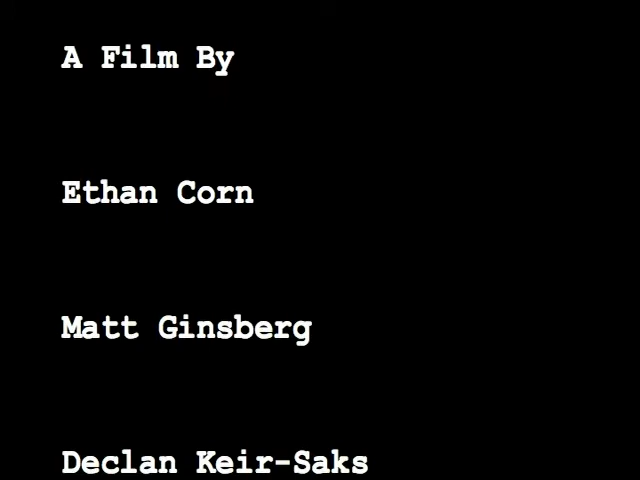 A Film By
Ethan Corn
Matt Ginsberg
Declan Keir-Saks